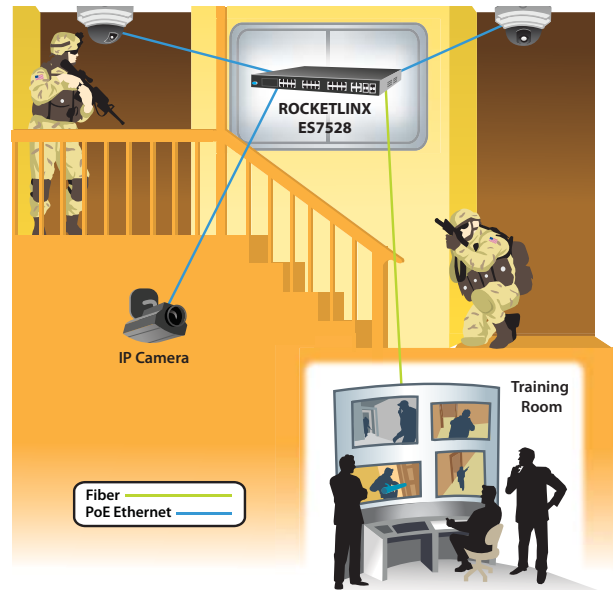 ROCKETLINX
ES7528
IP Camera
Training
Room
Fiber
PoE Ethernet